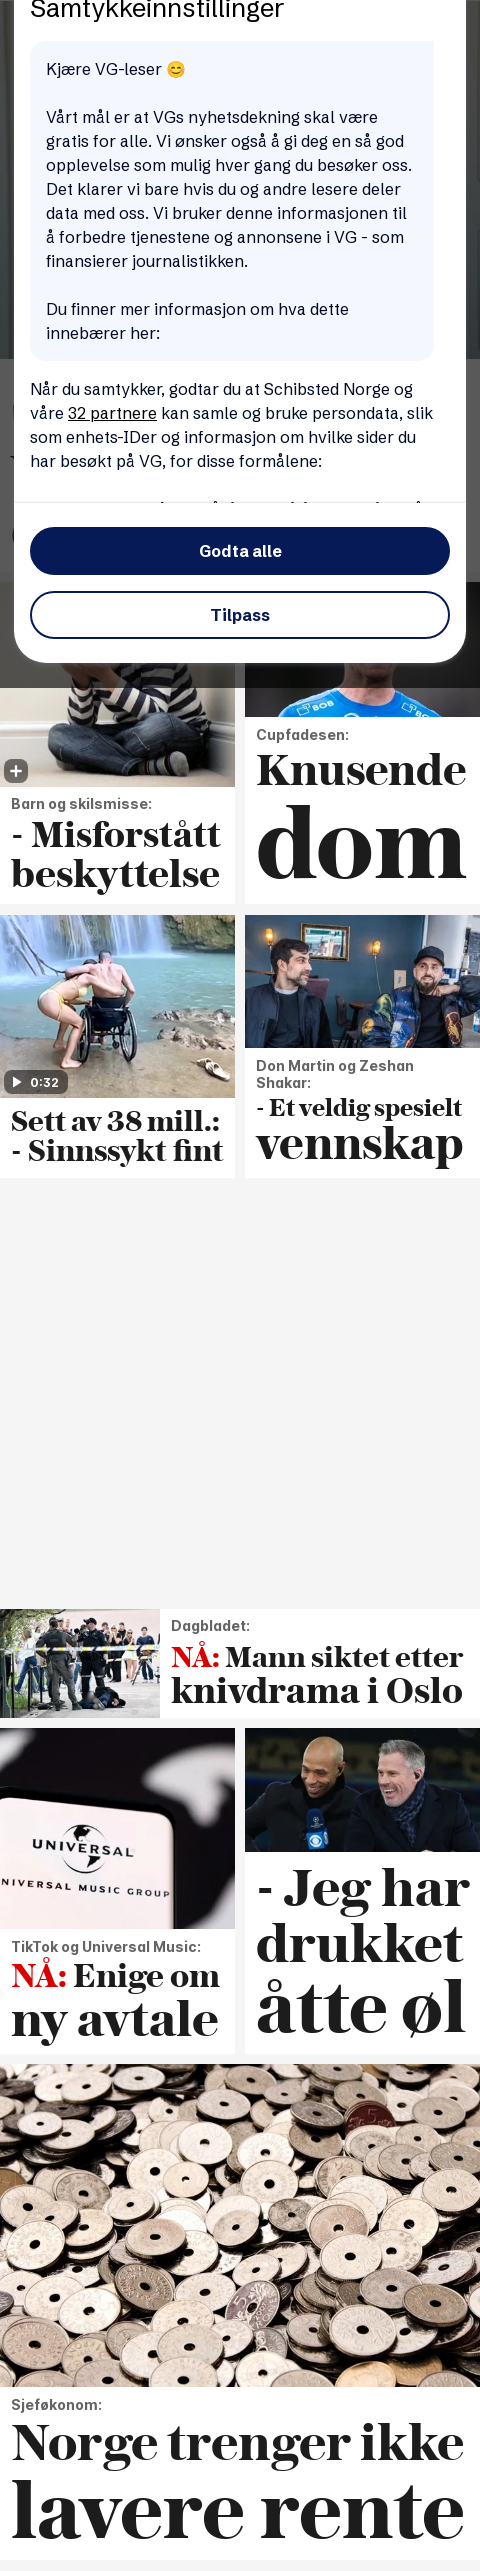 Samtykkeinnstillinger
Kjære VG-leser 😊
Vårt mål er at VGs nyhetsdekning skal være
gratis for alle. Vi ønsker også å gi deg en så god
opplevelse som mulig hver gang du besøker oss.
Det klarer vi bare hvis du og andre lesere deler
data med oss. Vi bruker denne informasjonen til
å forbedre tjenestene og annonsene i VG - som
finansierer journalistikken.
Du finner mer informasjon om hva dette
innebærer her:
Når du samtykker, godtar du at Schibsted Norge og
våre 32 partnere kan samle og bruke persondata, slik
som enhets-IDer og informasjon om hvilke sider du
har besøkt på VG, for disse formålene:
Godta alle
Tilpass
BOB
BOB
Barn og skilsmisse:
- Misforstått
beskyttelse
Cupfadesen:
Knusende
dom
0:32
Sett av 38 mill.:
- Sinnssykt fint
Don Martin og Zeshan
Shakar:
- Et veldig spesielt
vennskap
Dagbladet:
NÅ: Mann siktet etter
knivdrama i Oslo
UNIVERSAL
NIVERSAL MUSIC GROUP
TikTok og Universal Music:
NÅ: Enige om
ny avtale
- Jeg har
drukket
åtte øl
Sjeføkonom:
Norge trenger ikke
lavere rente